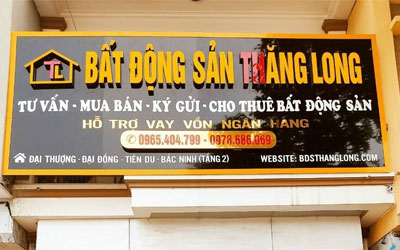 TL BẤT ĐỘNG SẢN THĂNG LONG
TƯ VẤN - MUA BÁN - KÝ GỬI - CHO THUÊ BẤT ĐỘNG SẢN
HỖ TRỢ VAY VỐN NGÂN HÀNG
0965.404.799 - 0978.686.069
ĐẠI THƯỢNG - ĐẠI ĐỒNG - TIÊN DU - BẮC NINH (TẦNG 2) WEBSITE: BDSTHANGLONG.COM